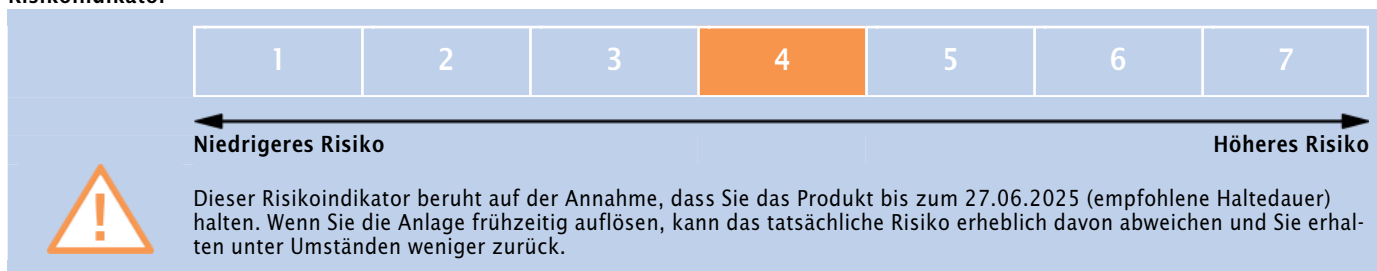 Risikoindikator
1 2 3 4 5 6 7
Niedrigeres Risiko Höheres Risiko
Dieser Risikoindikator beruht auf der Annahme, dass Sie das Produkt bis zum 27.06.2025 (empfohlene Haltedauer)
halten. Wenn Sie die Anlage frühzeitig auflösen, kann das tatsächliche Risiko erheblich davon abweichen und Sie erhal-
ten unter Umständen weniger zurück.